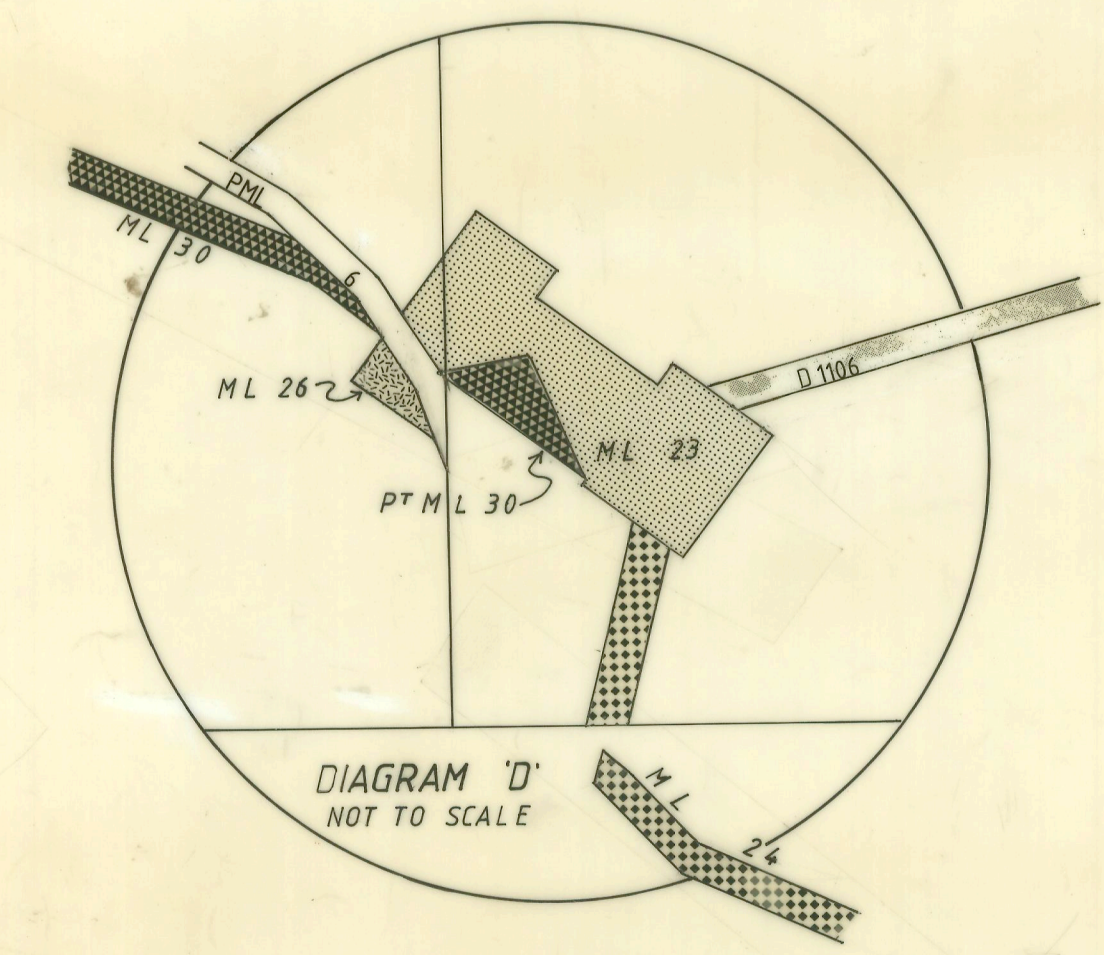 PML 6
ML 30
ML 26
D 1106
ML 23
PT ML 30
DIAGRAM 'D'
NOT TO SCALE
ML 24